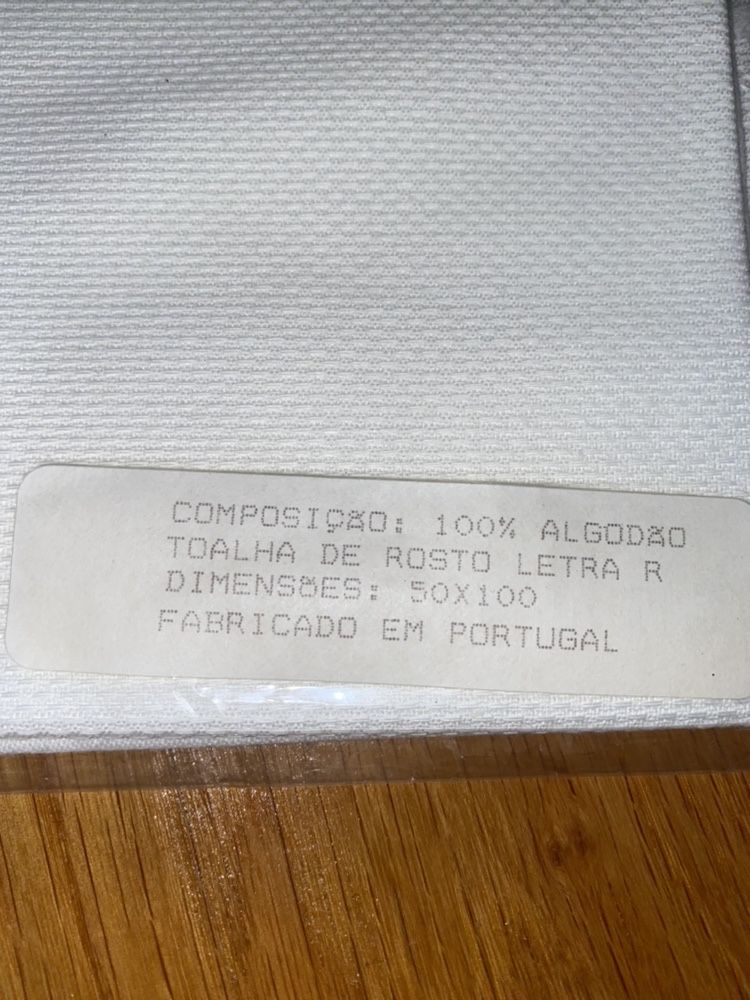 COMPOSIÇÃO: 100% ALGODÃO
TOALHA DE ROSTO LETRA R
DIMENSÕES: 50X100
FABRICADO EM PORTUGAL